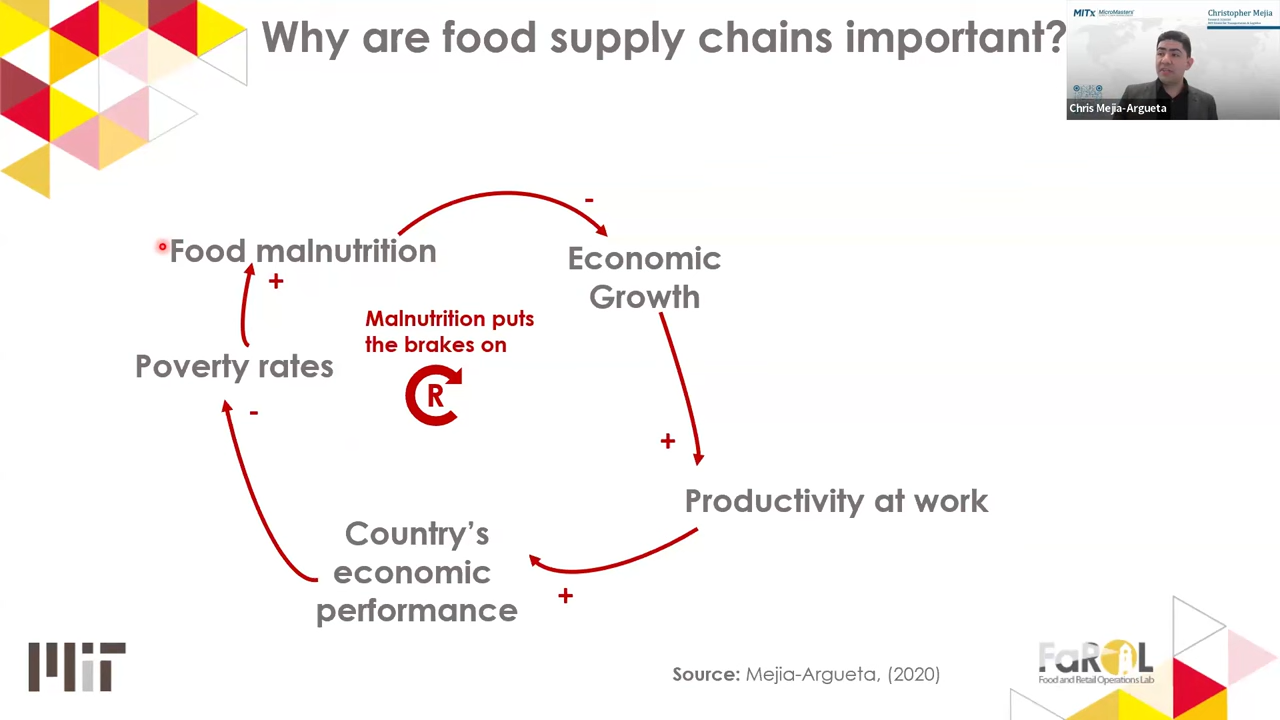 Why are food supply chains important?
MITx MicroMasters
Christopher Mejia
Chris Mejia-Argueta
Food malnutrition
-
Economic
Growth
+
Malnutrition puts
the brakes on
R
Poverty rates
-
+
Productivity at work
Country's
economic
performance
+
MIT
Source: Mejia-Argueta, (2020)
FaROL
Food and Retail Operations Lab